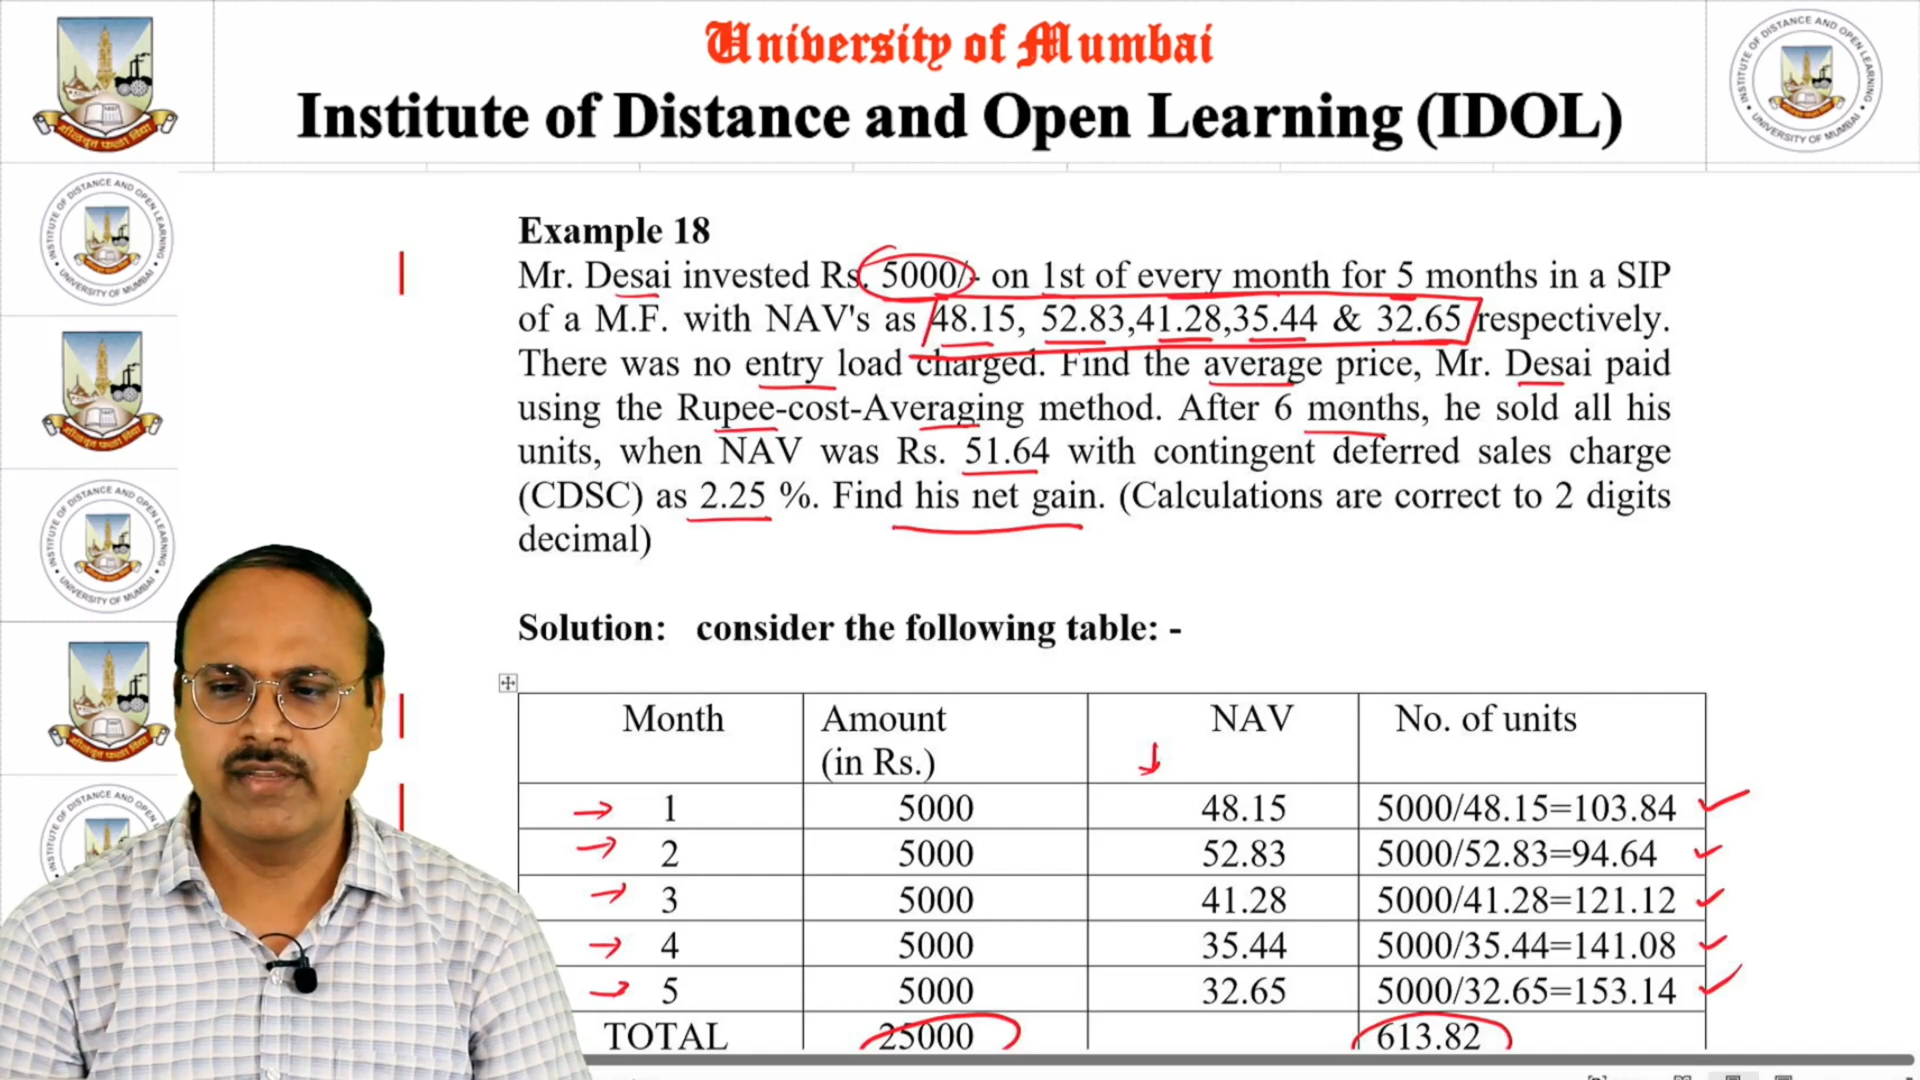 University of Mumbai
Institute of Distance and Open Learning (IDOL)
Example 18
Mr. Desai invested Rs. 5000/- on 1st of every month for 5 months in a SIP
of a M.F. with NAV's as 48.15, 52.83,41.28,35.44 & 32.65 respectively.
There was no entry load charged. Find the average price, Mr. Desai paid
using the Rupee-cost-Averaging method. After 6 months, he sold all his
units, when NAV was Rs. 51.64 with contingent deferred sales charge
(CDSC) as 2.25 %. Find his net gain. (Calculations are correct to 2 digits
decimal)
Solution: consider the following table: -
Month Amount (in Rs.) NAV No. of units
1 5000 48.15 5000/48.15=103.84
2 5000 52.83 5000/52.83=94.64
3 5000 41.28 5000/41.28=121.12
4 5000 35.44 5000/35.44=141.08
5 5000 32.65 5000/32.65=153.14
TOTAL 25000 613.82